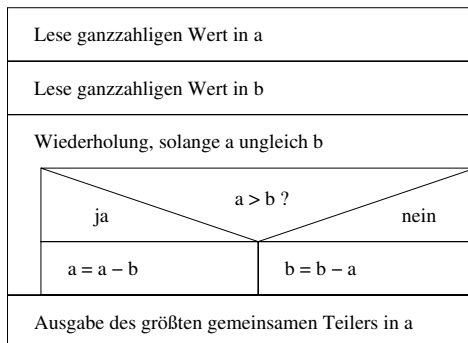 Lese ganzzahligen Wert in a
Lese ganzzahligen Wert in b
Wiederholung, solange a ungleich b
a > b ?
ja
nein
a = a − b
b = b − a
Ausgabe des größten gemeinsamen Teilers in a